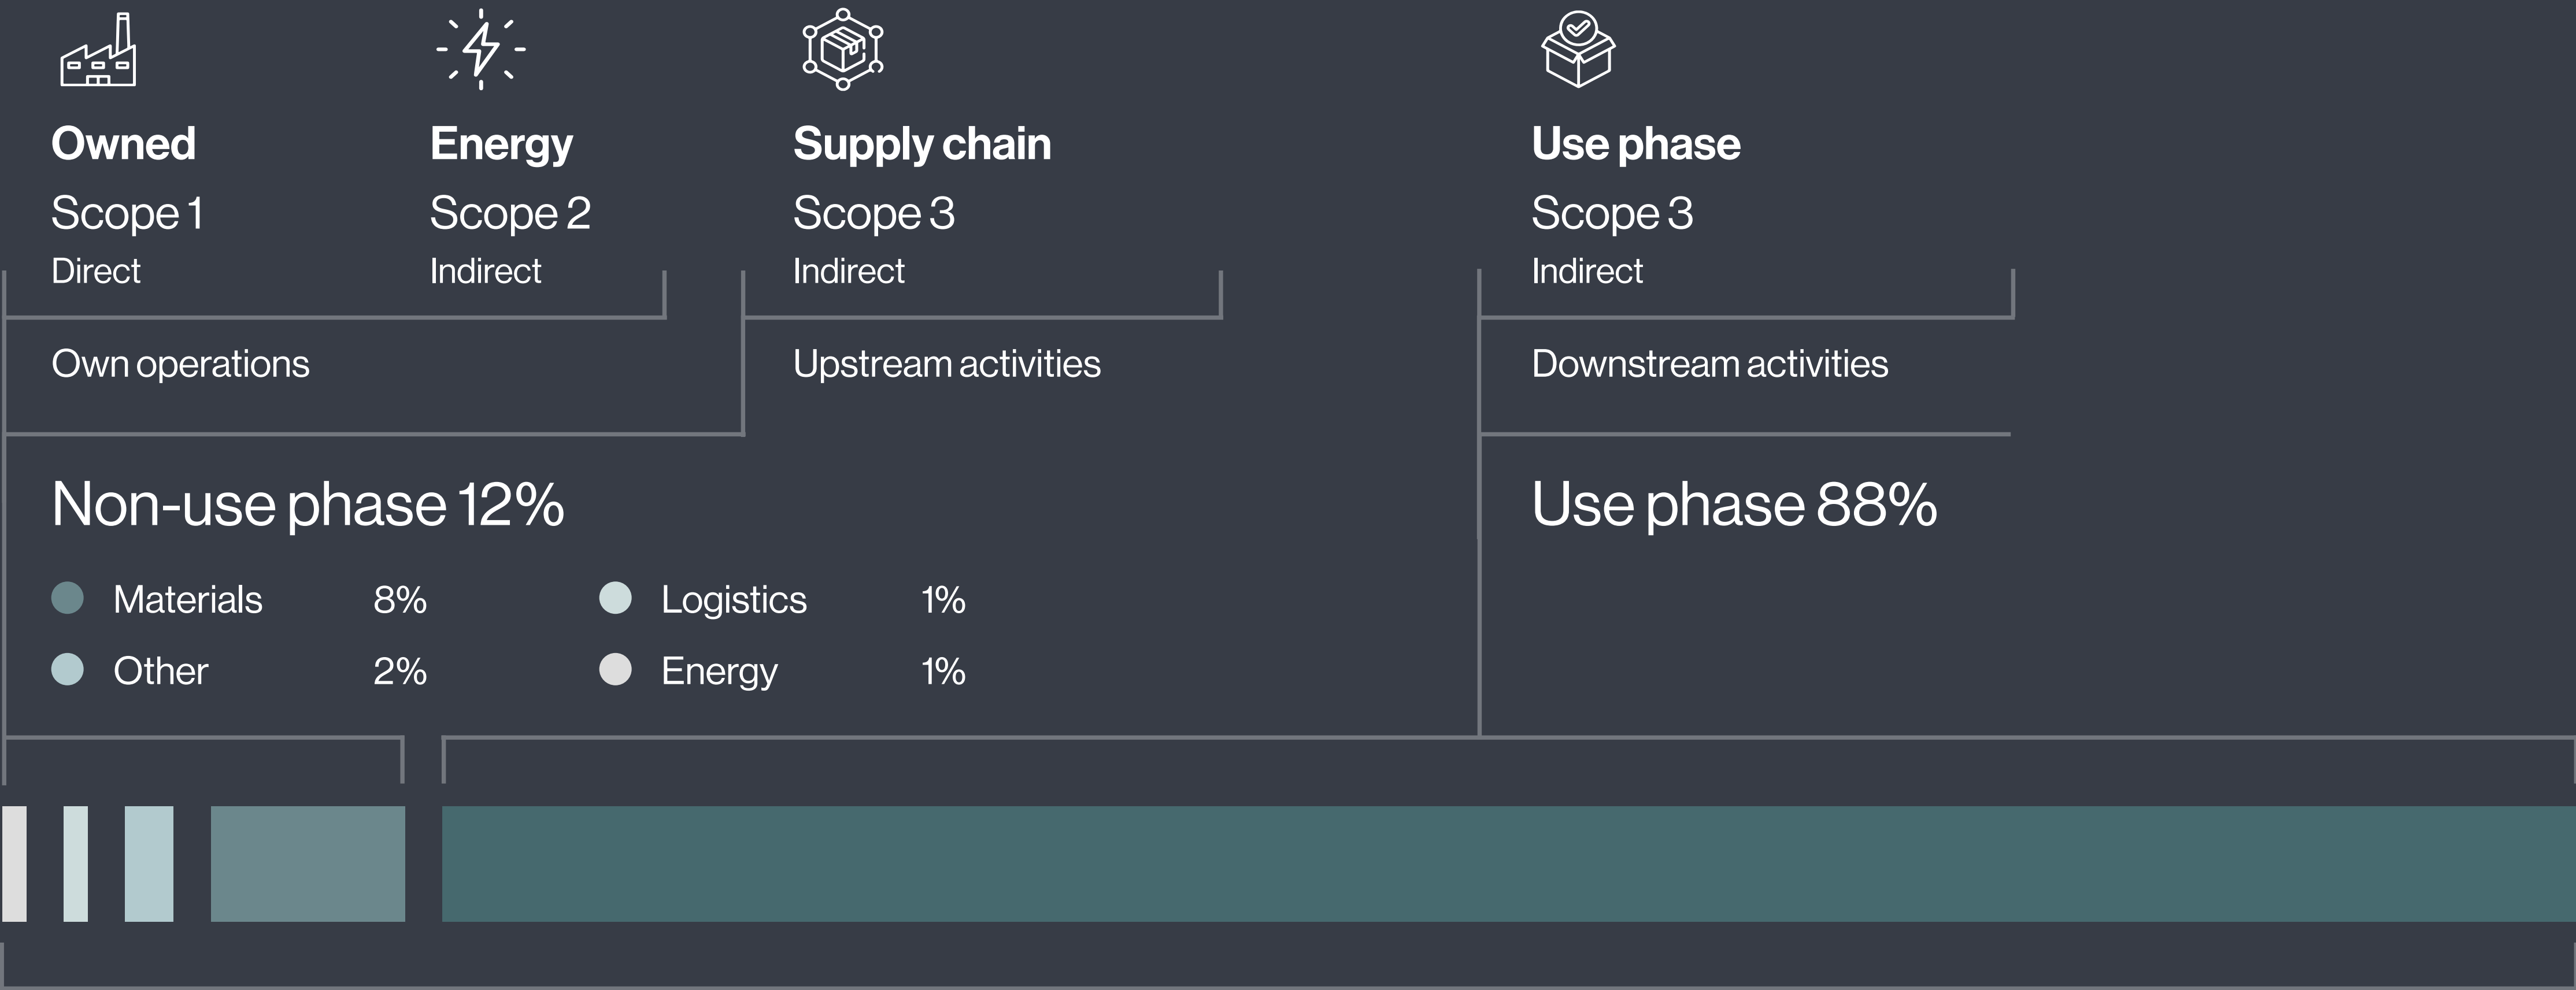 Owned
Scope 1
Direct
Energy
Scope 2
Indirect
Supply chain
Scope 3
Indirect
Use phase
Scope 3
Indirect
Own operations
Upstream activities
Downstream activities
Non-use phase 12%
Use phase 88%
Materials 8%
Logistics 1%
Other 2%
Energy 1%